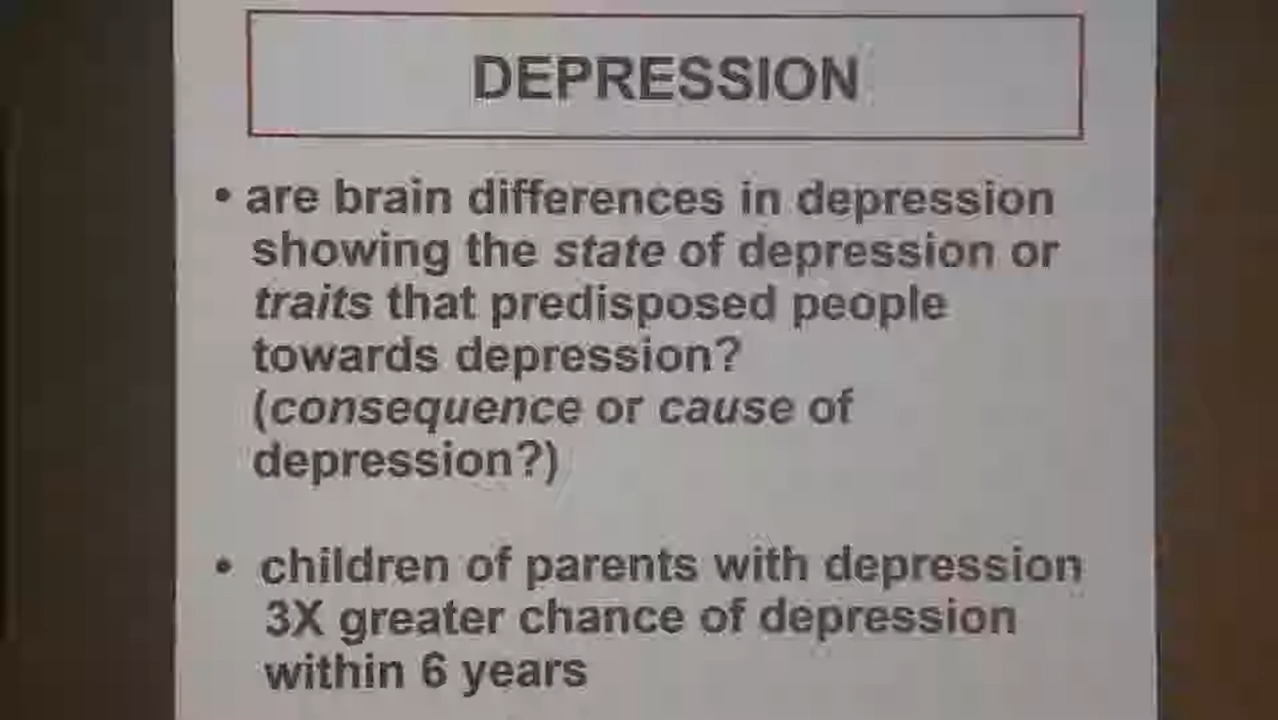 DEPRESSION
• are brain differences in depression
showing the state of depression or
traits that predisposed people
towards depression?
(consequence or cause of
depression?)
• children of parents with depression
3X greater chance of depression
within 6 years